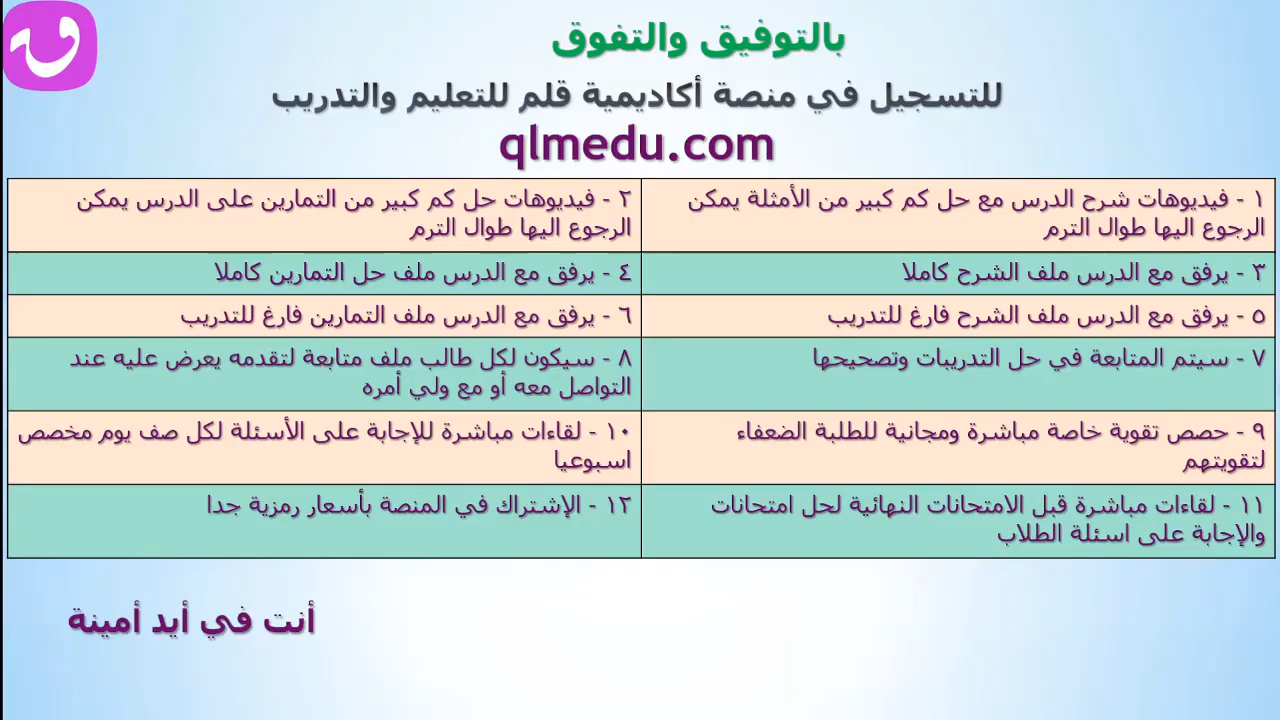 بالتوفيق والتفوق
للتسجيل في منصة أكاديمية قلم للتعليم والتدريب
qlmedu.com
١ - فيديوهات شرح الدرس مع حل كم كبير من الأمثلة يمكن
الرجوع اليها طوال الترم
٢ - فيديوهات حل كم كبير من التمارين على الدرس يمكن
الرجوع اليها طوال الترم
٣ - يرفق مع الدرس ملف الشرح كاملا
٤ - يرفق مع الدرس ملف حل التمارين كاملا
٥ - يرفق مع الدرس ملف الشرح فارغ للتدريب
٦ - يرفق مع الدرس ملف التمارين فارغ للتدريب
٧ - سيتم المتابعة في حل التدريبات وتصحيحها
٨ - سيكون لكل طالب ملف متابعة لتقدمه يعرض عليه عند
التواصل معه أو مع ولي أمره
٩ - حصص تقوية خاصة مباشرة ومجانية للطلبة الضعفاء
لتقويتهم
١٠ - لقاءات مباشرة للإجابة على الأسئلة لكل صف يوم مخصص
اسبوعيا
١١ - لقاءات مباشرة قبل الامتحانات النهائية لحل امتحانات
والإجابة على اسئلة الطلاب
١٢ - الإشتراك في المنصة بأسعار رمزية جدا
أنت في أيد أمينة